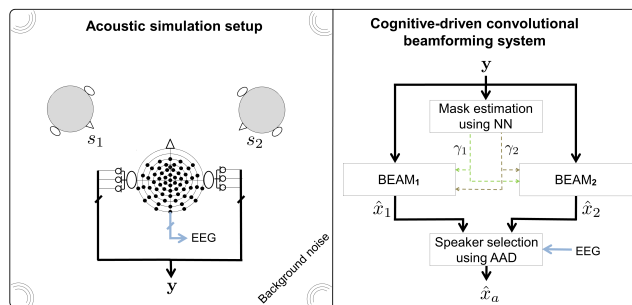 Acoustic simulation setup
s1
s2
EEG
y
Background noise
Cognitive-driven convolutional
beamforming system
y
Mask estimation
using NN
γ1
γ2
BEAM1
BEAM2
x̂1
x̂2
Speaker selection
using AAD
EEG
x̂a